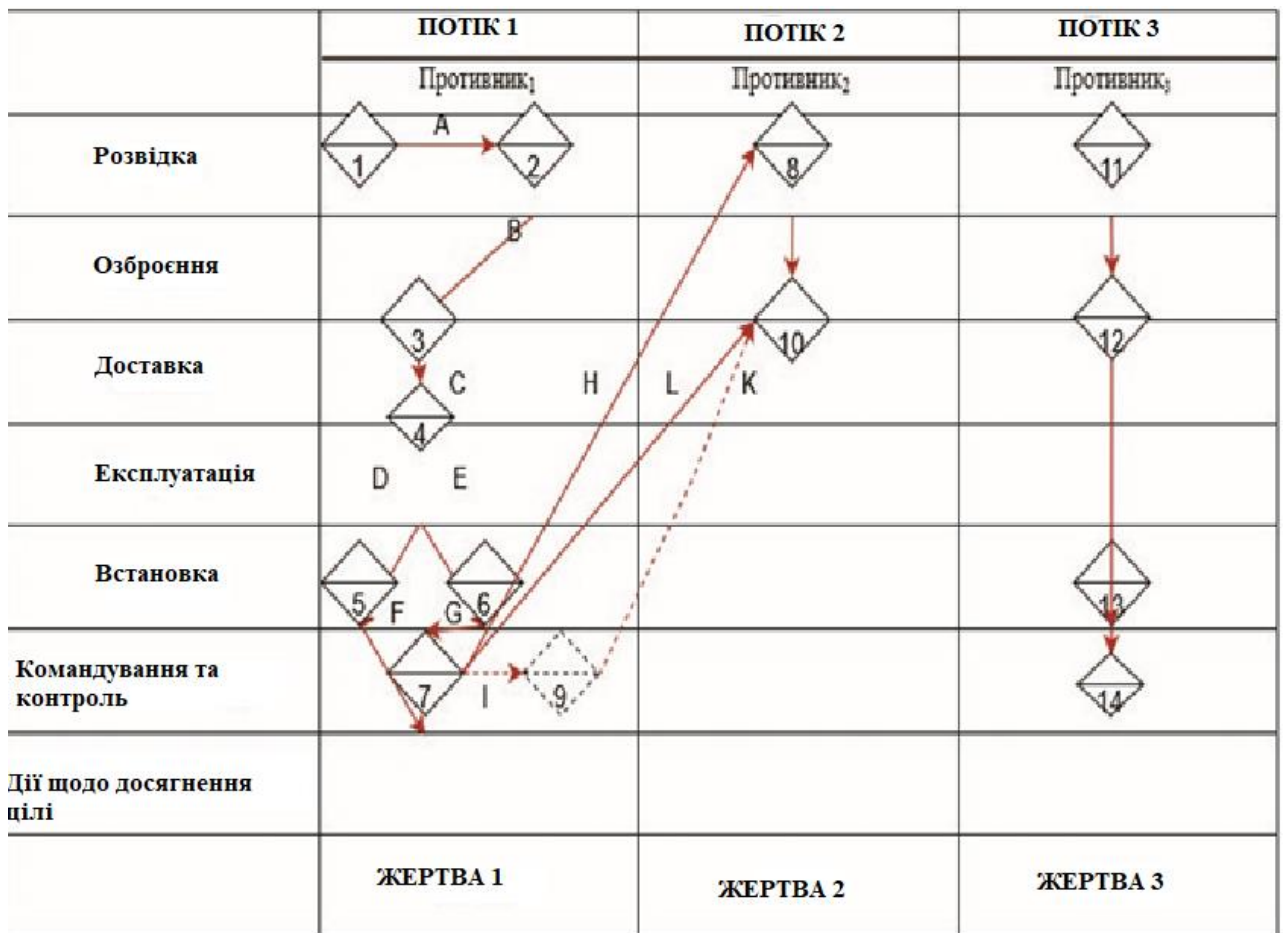 ПОТІК 1
ПОТІК 2
ПОТІК 3
Противник₁
Противник₂
Противник₃
Розвідка
1
A
2
8
11
B
Озброєння
3
10
12
Доставка
C
H
L
K
4
Експлуатація
D
E
Встановка
5
F
G
6
13
Командування та
контроль
7
I
9
14
Дії щодо досягнення
цілі
ЖЕРТВА 1
ЖЕРТВА 2
ЖЕРТВА 3